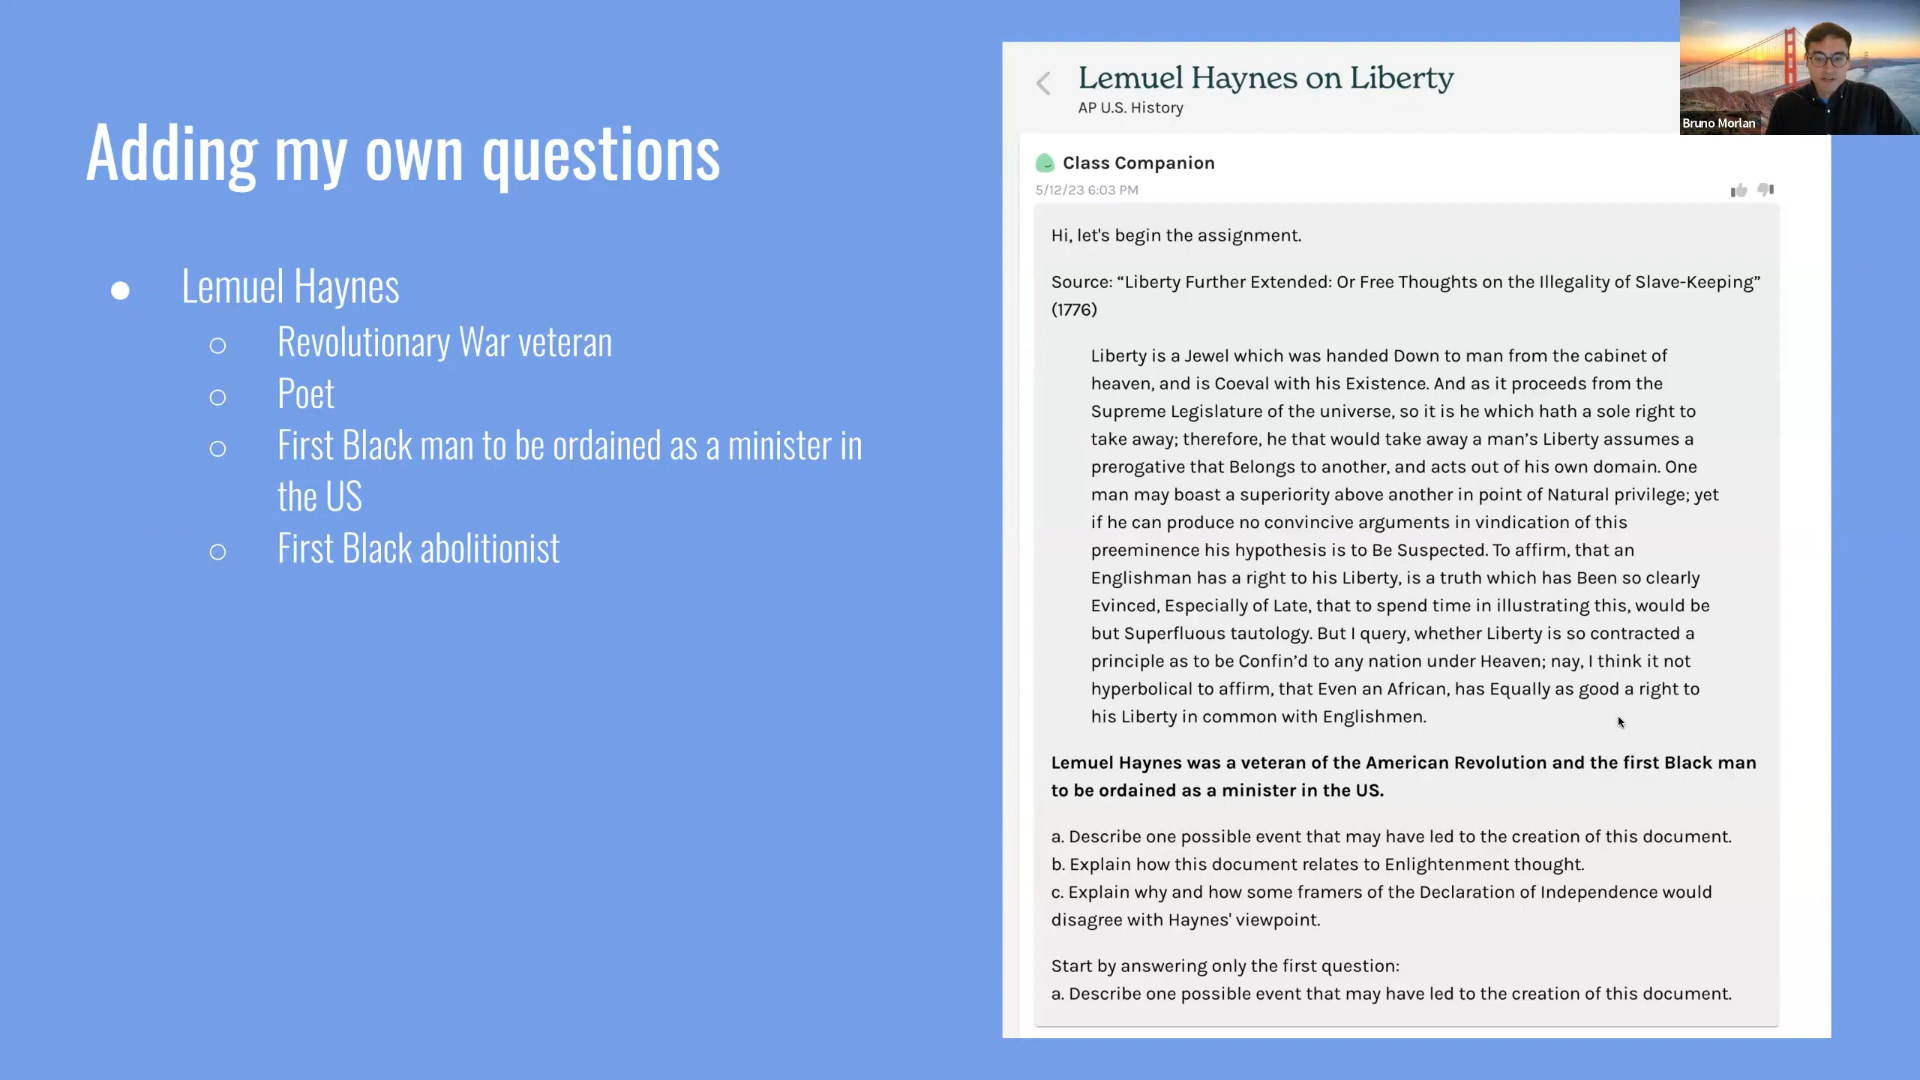 Adding my own questions
● Lemuel Haynes
○ Revolutionary War veteran
○ Poet
○ First Black man to be ordained as a minister in
the US
○ First Black abolitionist
Lemuel Haynes on Liberty
AP U.S. History
Class Companion
5/12/23 6:03 PM
Hi, let's begin the assignment.
Source: “Liberty Further Extended: Or Free Thoughts on the Illegality of Slave-Keeping”
(1776)
Liberty is a Jewel which was handed Down to man from the cabinet of
heaven, and is Coeval with his Existence. And as it proceeds from the
Supreme Legislature of the universe, so it is he which hath a sole right to
take away; therefore, he that would take away a man’s Liberty assumes a
prerogative that Belongs to another, and acts out of his own domain. One
man may boast a superiority above another in point of Natural privilege; yet
if he can produce no convincive arguments in vindication of this
preeminence his hypothesis is to Be Suspected. To affirm, that an
Englishman has a right to his Liberty, is a truth which has Been so clearly
Evinced, Especially of Late, that to spend time in illustrating this, would be
but Superfluous tautology. But I query, whether Liberty is so contracted a
principle as to be Confin’d to any nation under Heaven; nay, I think it not
hyperbolical to affirm, that Even an African, has Equally as good a right to
his Liberty in common with Englishmen.
Lemuel Haynes was a veteran of the American Revolution and the first Black man
to be ordained as a minister in the US.
a. Describe one possible event that may have led to the creation of this document.
b. Explain how this document relates to Enlightenment thought.
c. Explain why and how some framers of the Declaration of Independence would
disagree with Haynes' viewpoint.
Start by answering only the first question:
a. Describe one possible event that may have led to the creation of this document.
Bruno Morlan